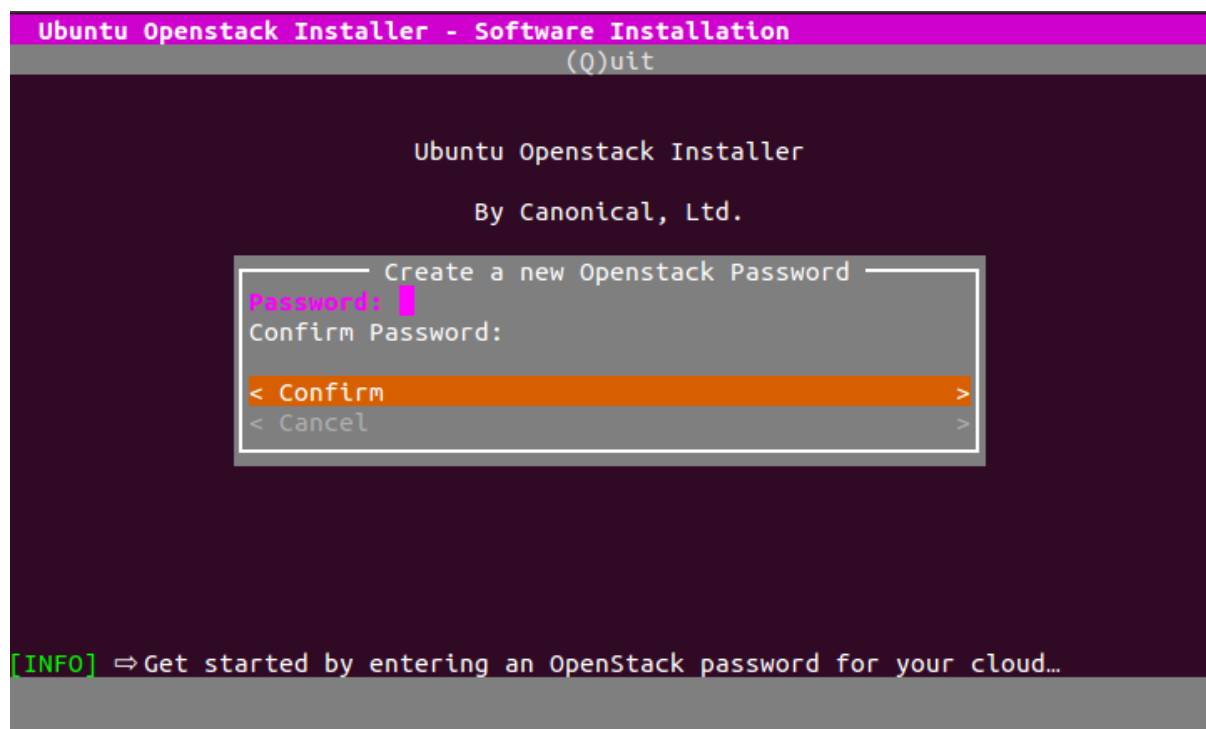 Ubuntu Openstack Installer - Software Installation
(Q)uit
Ubuntu Openstack Installer
By Canonical, Ltd.
Create a new Openstack Password
Password:
Confirm Password:
< Confirm >
< Cancel >
[INFO] ⇨ Get started by entering an OpenStack password for your cloud…